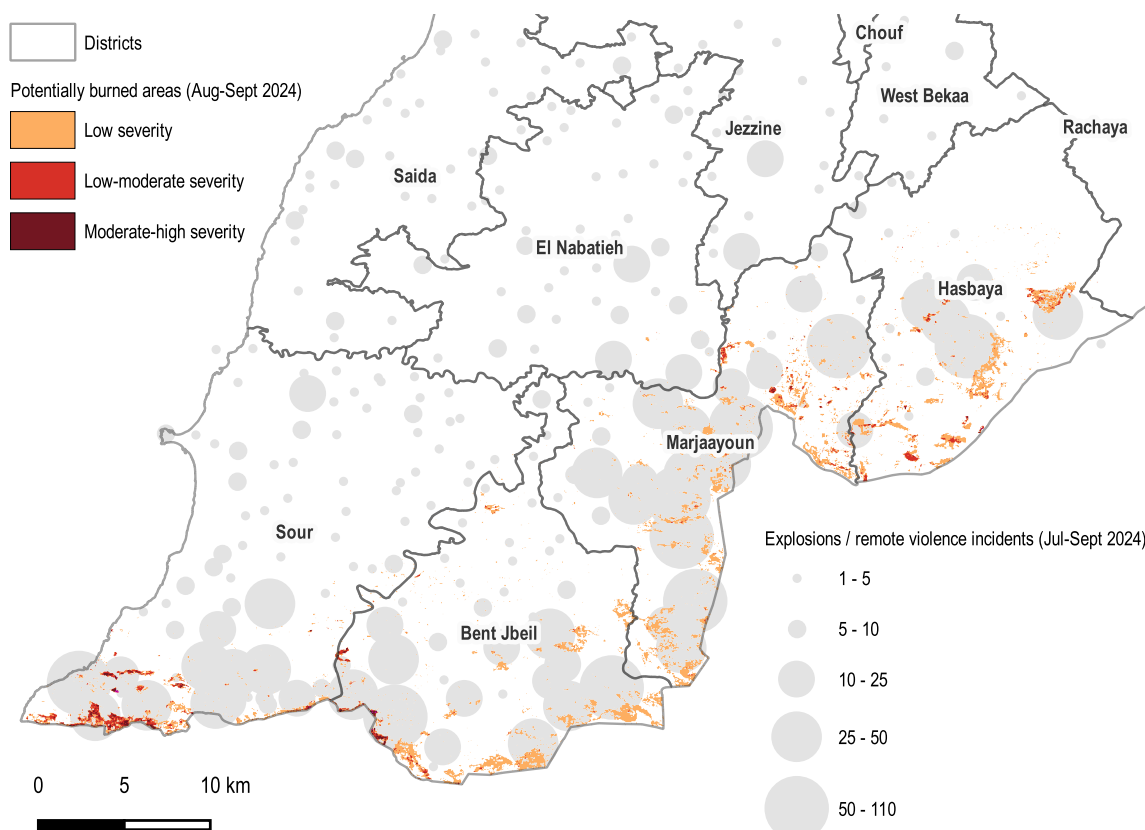 Districts
Potentially burned areas (Aug-Sept 2024)
Low severity
Low-moderate severity
Moderate-high severity
Chouf
West Bekaa
Rachaya
Jezzine
Saida
El Nabatieh
Hasbaya
Marjaayoun
Sour
Bent Jbeil
Explosions / remote violence incidents (Jul-Sept 2024)
1 - 5
5 - 10
10 - 25
25 - 50
50 - 110
0 5 10 km